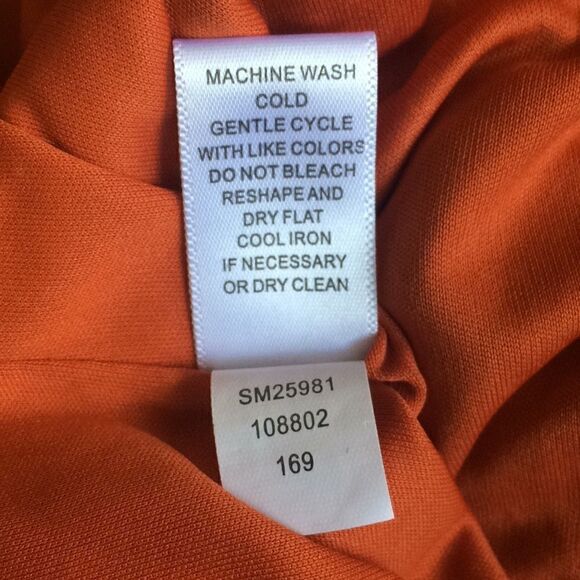 MACHINE WASH
COLD
GENTLE CYCLE
WITH LIKE COLORS
DO NOT BLEACH
RESHAPE AND
DRY FLAT
COOL IRON
IF NECESSARY
OR DRY CLEAN
SM25981
108802
169